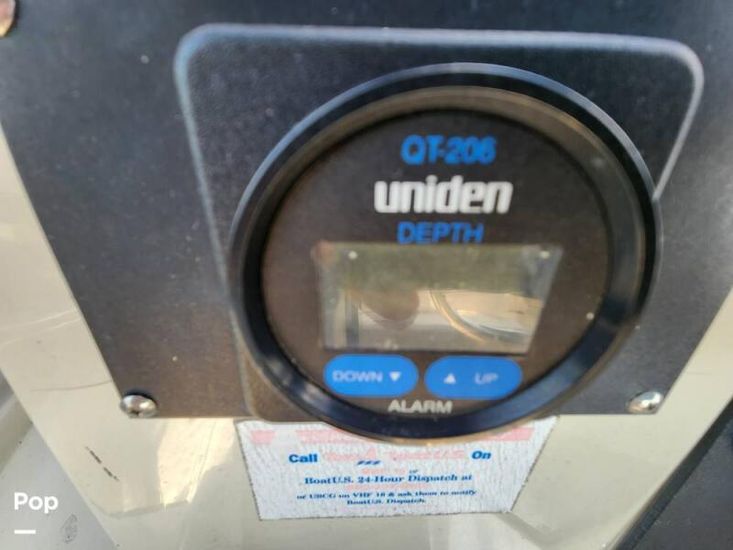 QT-206
uniden
DEPTH
DOWN ▼
▲ UP
ALARM
Call On
or
BoatU.S. 24-Hour Dispatch at
or USCG on VHF 16 & ask them to notify
BoatU.S. Dispatch.
Pop